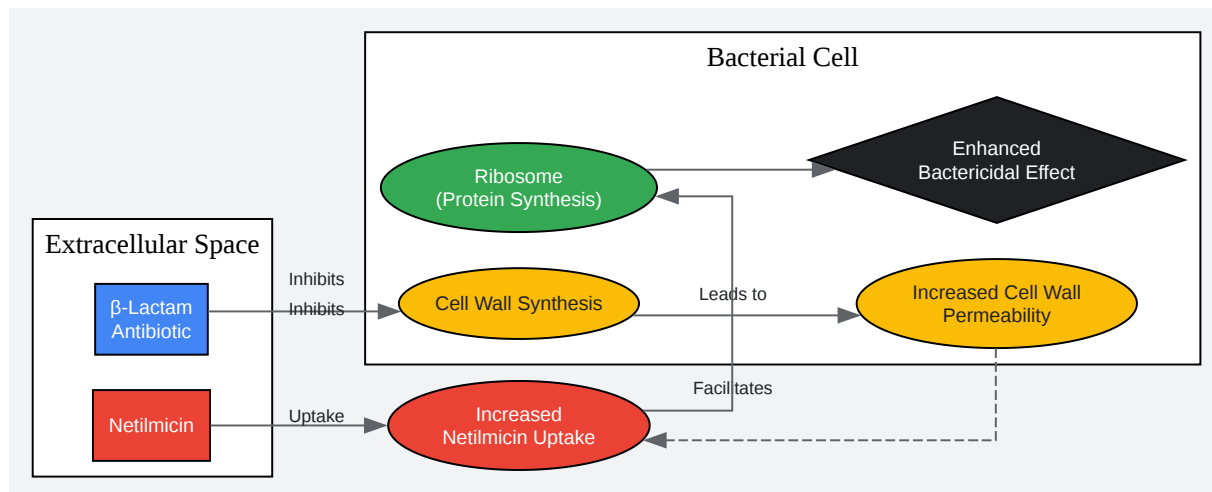 Bacterial Cell
Enhanced
Bactericidal Effect
Ribosome
(Protein Synthesis)
Extracellular Space
Inhibits
β-Lactam
Antibiotic
Inhibits
Cell Wall Synthesis
Leads to
Increased Cell Wall
Permeability
Facilitates
Netilmicin
Uptake
Increased
Netilmicin Uptake